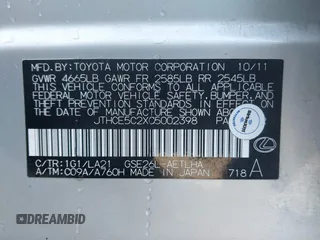 MFD. BY: TOYOTA MOTOR CORPORATION 10/11
GVWR 4665LB GAWR FR 2585LB RR 2545LB
THIS VEHICLE CONFORMS TO ALL APPLICABLE
FEDERAL MOTOR VEHICLE SAFETY, BUMPER, AND
THEFT PREVENTION STANDARDS IN EFFECT ON
THE DATE OF MANUFACTURE SHOWN ABOVE.
JTHCE5C2XC5002398 PA
C/TR: 1G1/LA21 GSE26L-AETLHA
A/TM: C09A/A760H MADE IN JAPAN 718 A
AutoBidMaster